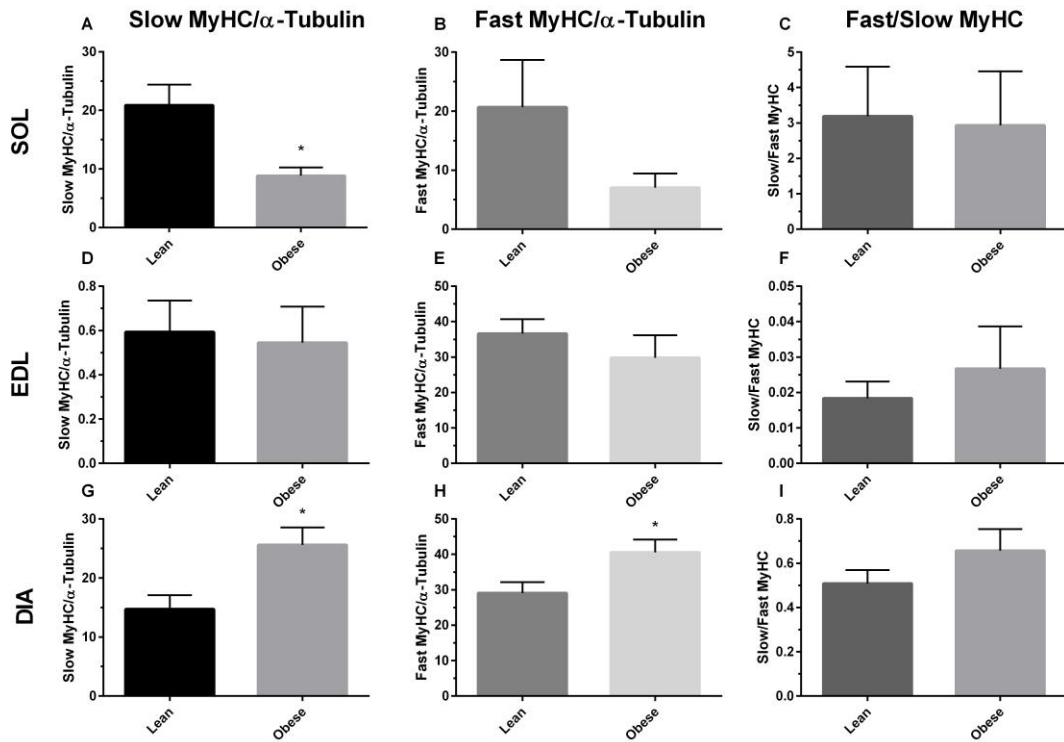 A Slow MyHC/α-Tubulin
B Fast MyHC/α-Tubulin
C Fast/Slow MyHC
SOL
Slow MyHC/α-Tubulin
30
20
10
0
*
Lean
Obese
Fast MyHC/α-Tubulin
30
20
10
0
Lean
Obese
Slow/Fast MyHC
5
4
3
2
1
0
Lean
Obese
EDL
D
Slow MyHC/α-Tubulin
0.8
0.6
0.4
0.2
0.0
Lean
Obese
E
Fast MyHC/α-Tubulin
50
40
30
20
10
0
Lean
Obese
F
Slow/Fast MyHC
0.05
0.04
0.03
0.02
0.01
0.00
Lean
Obese
DIA
G
Slow MyHC/α-Tubulin
30
20
10
0
*
Lean
Obese
H
Fast MyHC/α-Tubulin
50
40
30
20
10
0
*
Lean
Obese
I
Slow/Fast MyHC
0.8
0.6
0.4
0.2
0.0
Lean
Obese